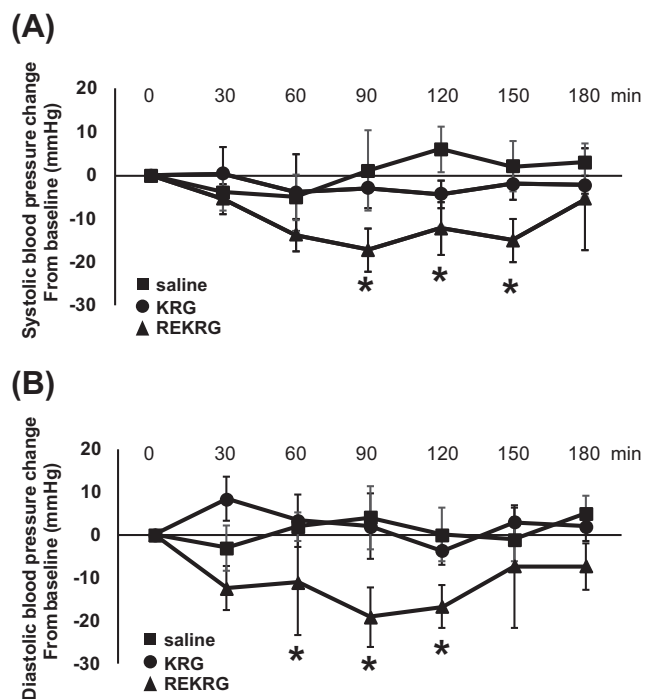 (A)
Systolic blood pressure change
From baseline (mmHg)
20
10
0
-10
-20
-30
0 30 60 90 120 150 180 min
saline
KRG
REKRG
* * *
(B)
Diastolic blood pressure change
From baseline (mmHg)
20
10
0
-10
-20
-30
0 30 60 90 120 150 180 min
saline
KRG
REKRG
* * *